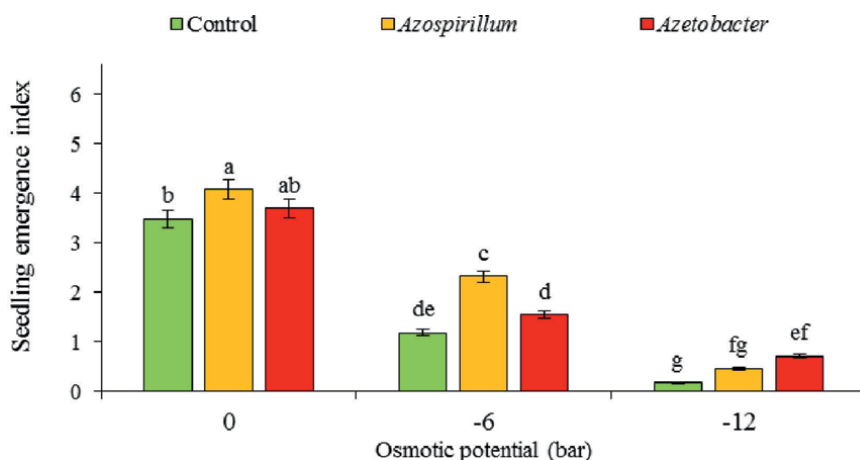 Control Azospirillum Azetobacter
Seedling emergence index
6
5
4
3
2
1
0
b a ab
de c d
g fg ef
0 -6 -12
Osmotic potential (bar)